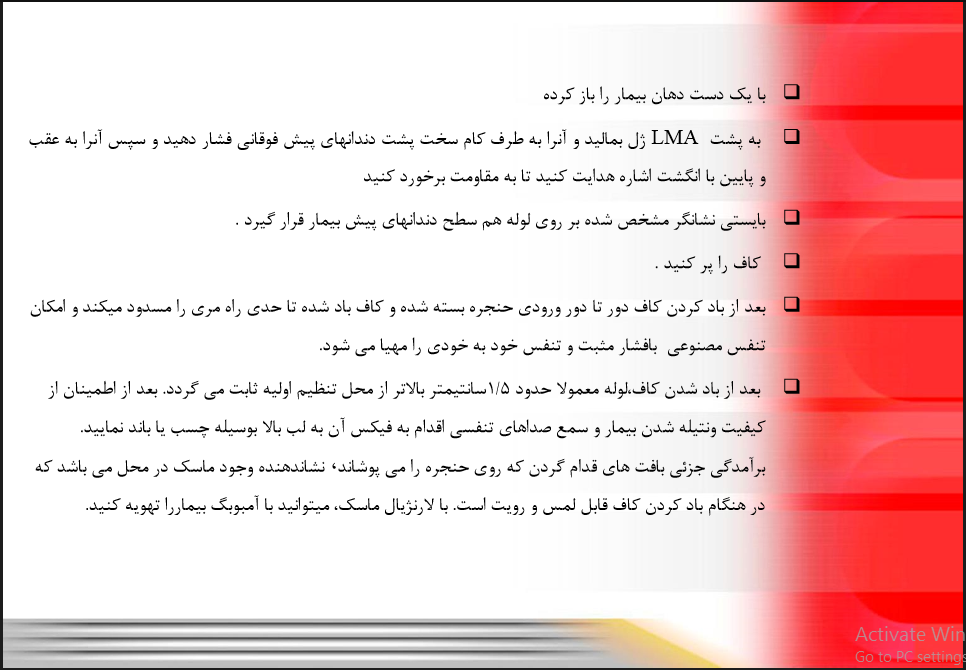 با یک دست دهان بیمار را باز کرده
به پشت LMA ژل بمالید و آنرا به طرف کام سخت پشت دندانهای پیش فوقانی فشار دهید و سپس آنرا به عقب
و پایین با انگشت اشاره هدایت کنید تا به مقاومت برخورد کنید
بایستی نشانگر مشخص شده بر روی لوله هم سطح دندانهای پیش بیمار قرار گیرد .
کاف را پر کنید .
بعد از باد کردن کاف دور تا دور ورودی حنجره بسته شده و کاف باد شده تا حدی راه مری را مسدود میکند و امکان
تنفس مصنوعی بافشار مثبت و تنفس خود به خودی را مهیا می شود.
بعد از باد شدن کاف،لوله معمولا حدود ۱/۵سانتیمتر بالاتر از محل تنظیم اولیه ثابت می گردد. بعد از اطمینان از
کیفیت ونتیله شدن بیمار و سمع صداهای تنفسی اقدام به فیکس آن به لب بالا بوسیله چسب یا باند نمایید.
برآمدگی جزئی بافت های قدام گردن که روی حنجره را می پوشاند، نشاندهنده وجود ماسک در محل می باشد که
در هنگام باد کردن کاف قابل لمس و رویت است. با لارنژیال ماسک، میتوانید با آمبوبگ بیماررا تهویه کنید.
Activate Win
Go to PC settings